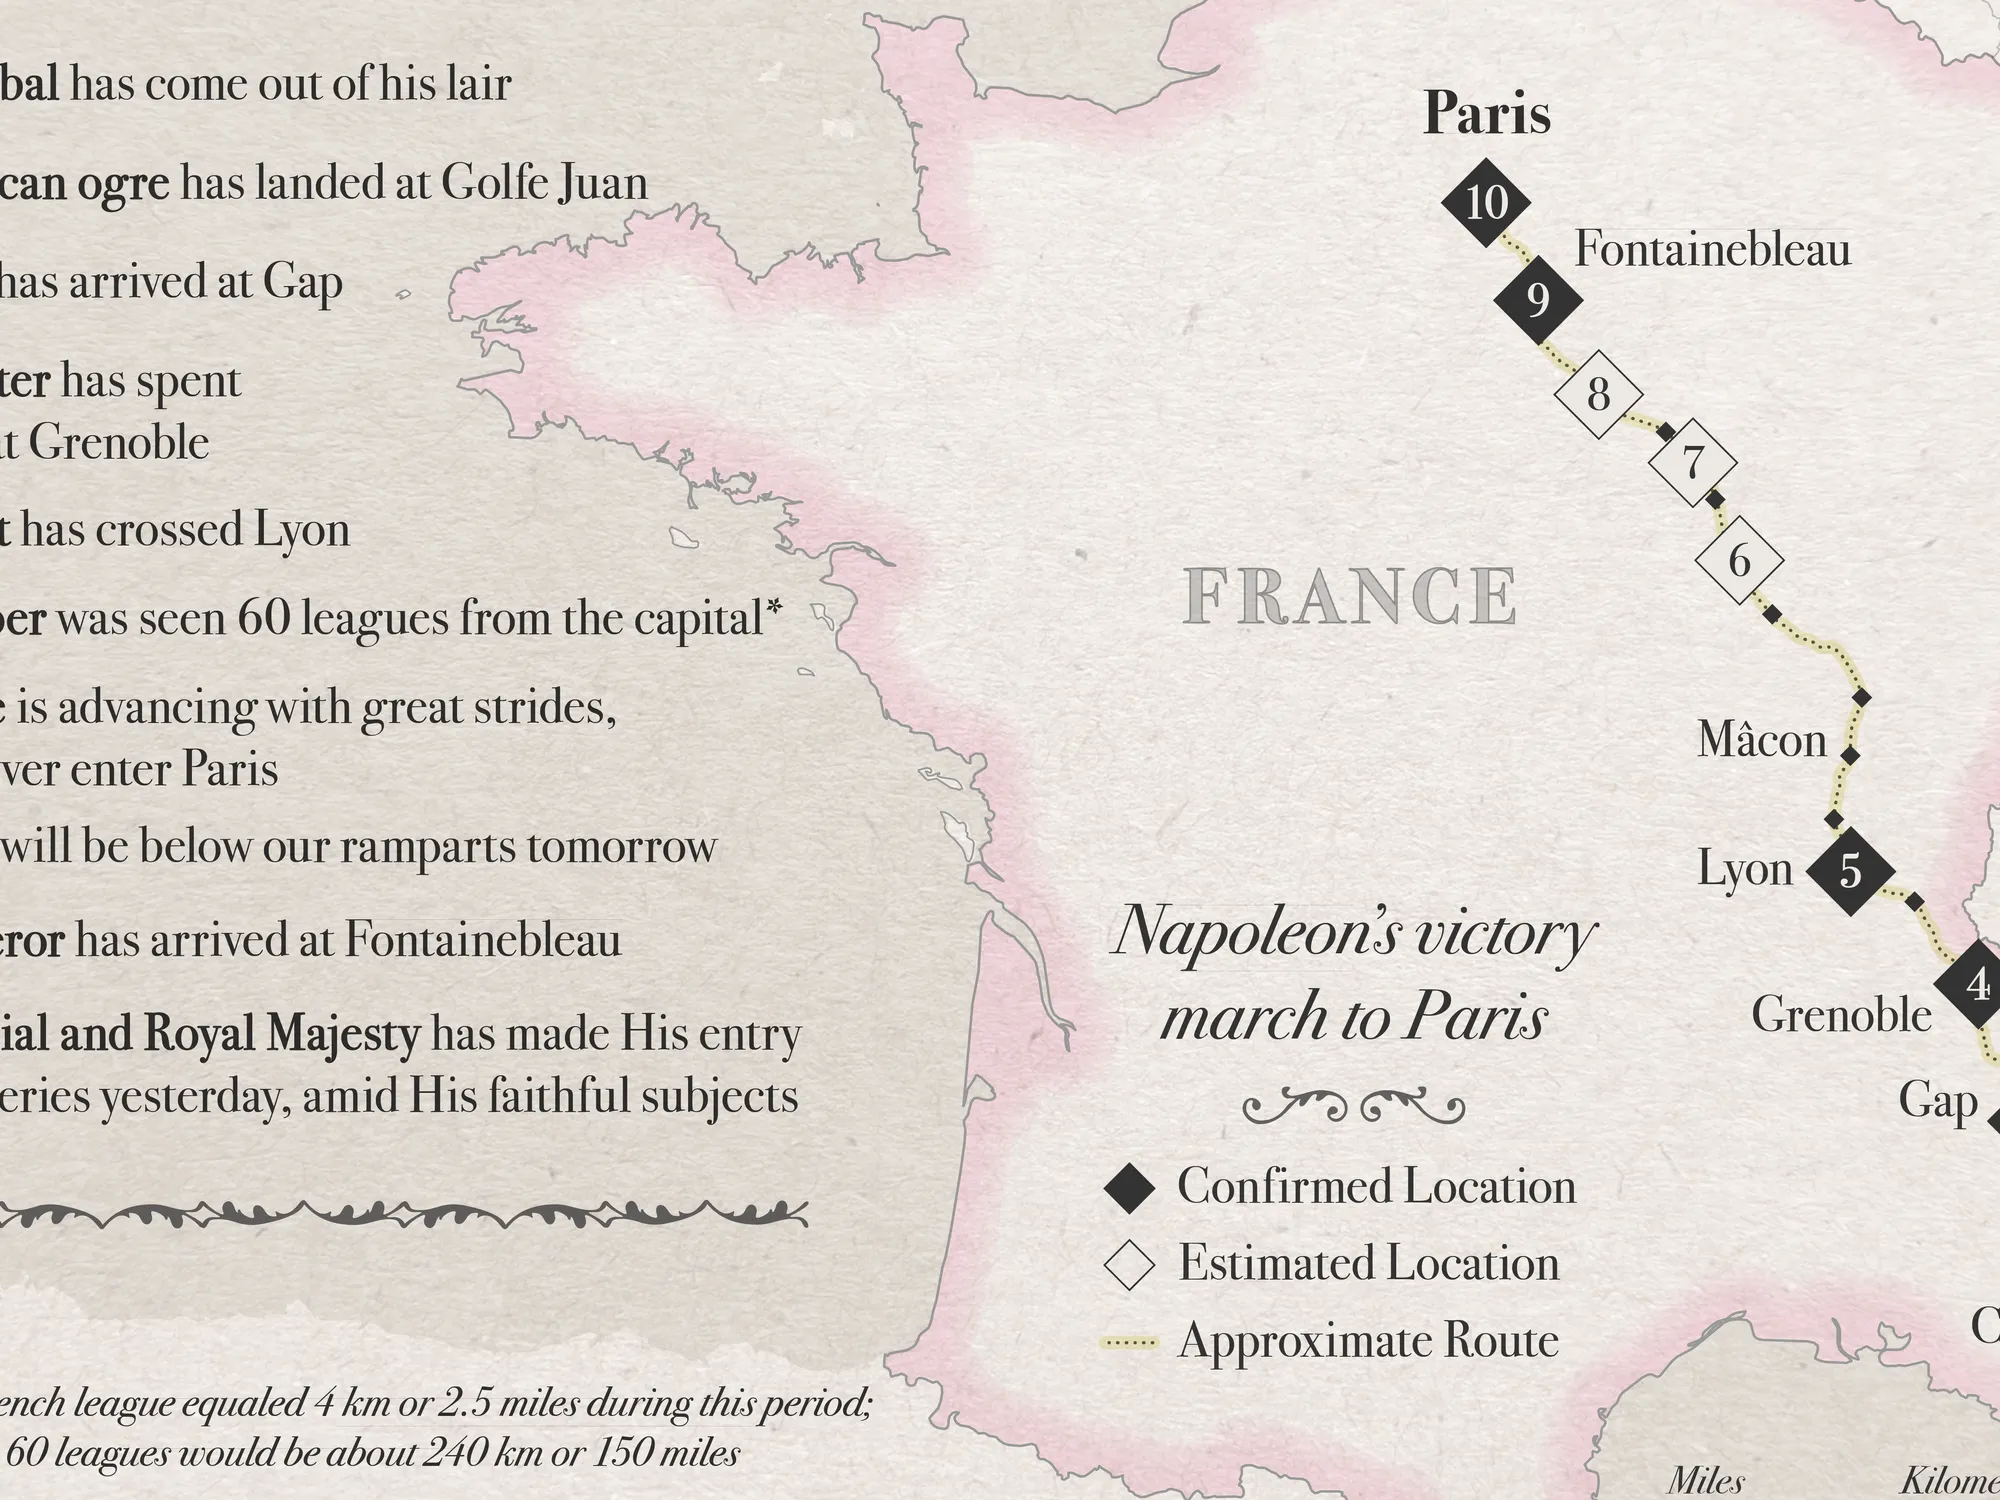 bal has come out of his lair
can ogre has landed at Golfe Juan
has arrived at Gap
ter has spent
at Grenoble
t has crossed Lyon
per was seen 60 leagues from the capital*
e is advancing with great strides,
ver enter Paris
will be below our ramparts tomorrow
eror has arrived at Fontainebleau
ial and Royal Majesty has made His entry
eries yesterday, amid His faithful subjects
ench league equaled 4 km or 2.5 miles during this period;
60 leagues would be about 240 km or 150 miles
Paris
10
Fontainebleau
9
8
7
6
FRANCE
Mâcon
Lyon 5
4
Grenoble
Gap
Napoleon's victory
march to Paris
Confirmed Location
Estimated Location
Approximate Route
C
Miles Kilome